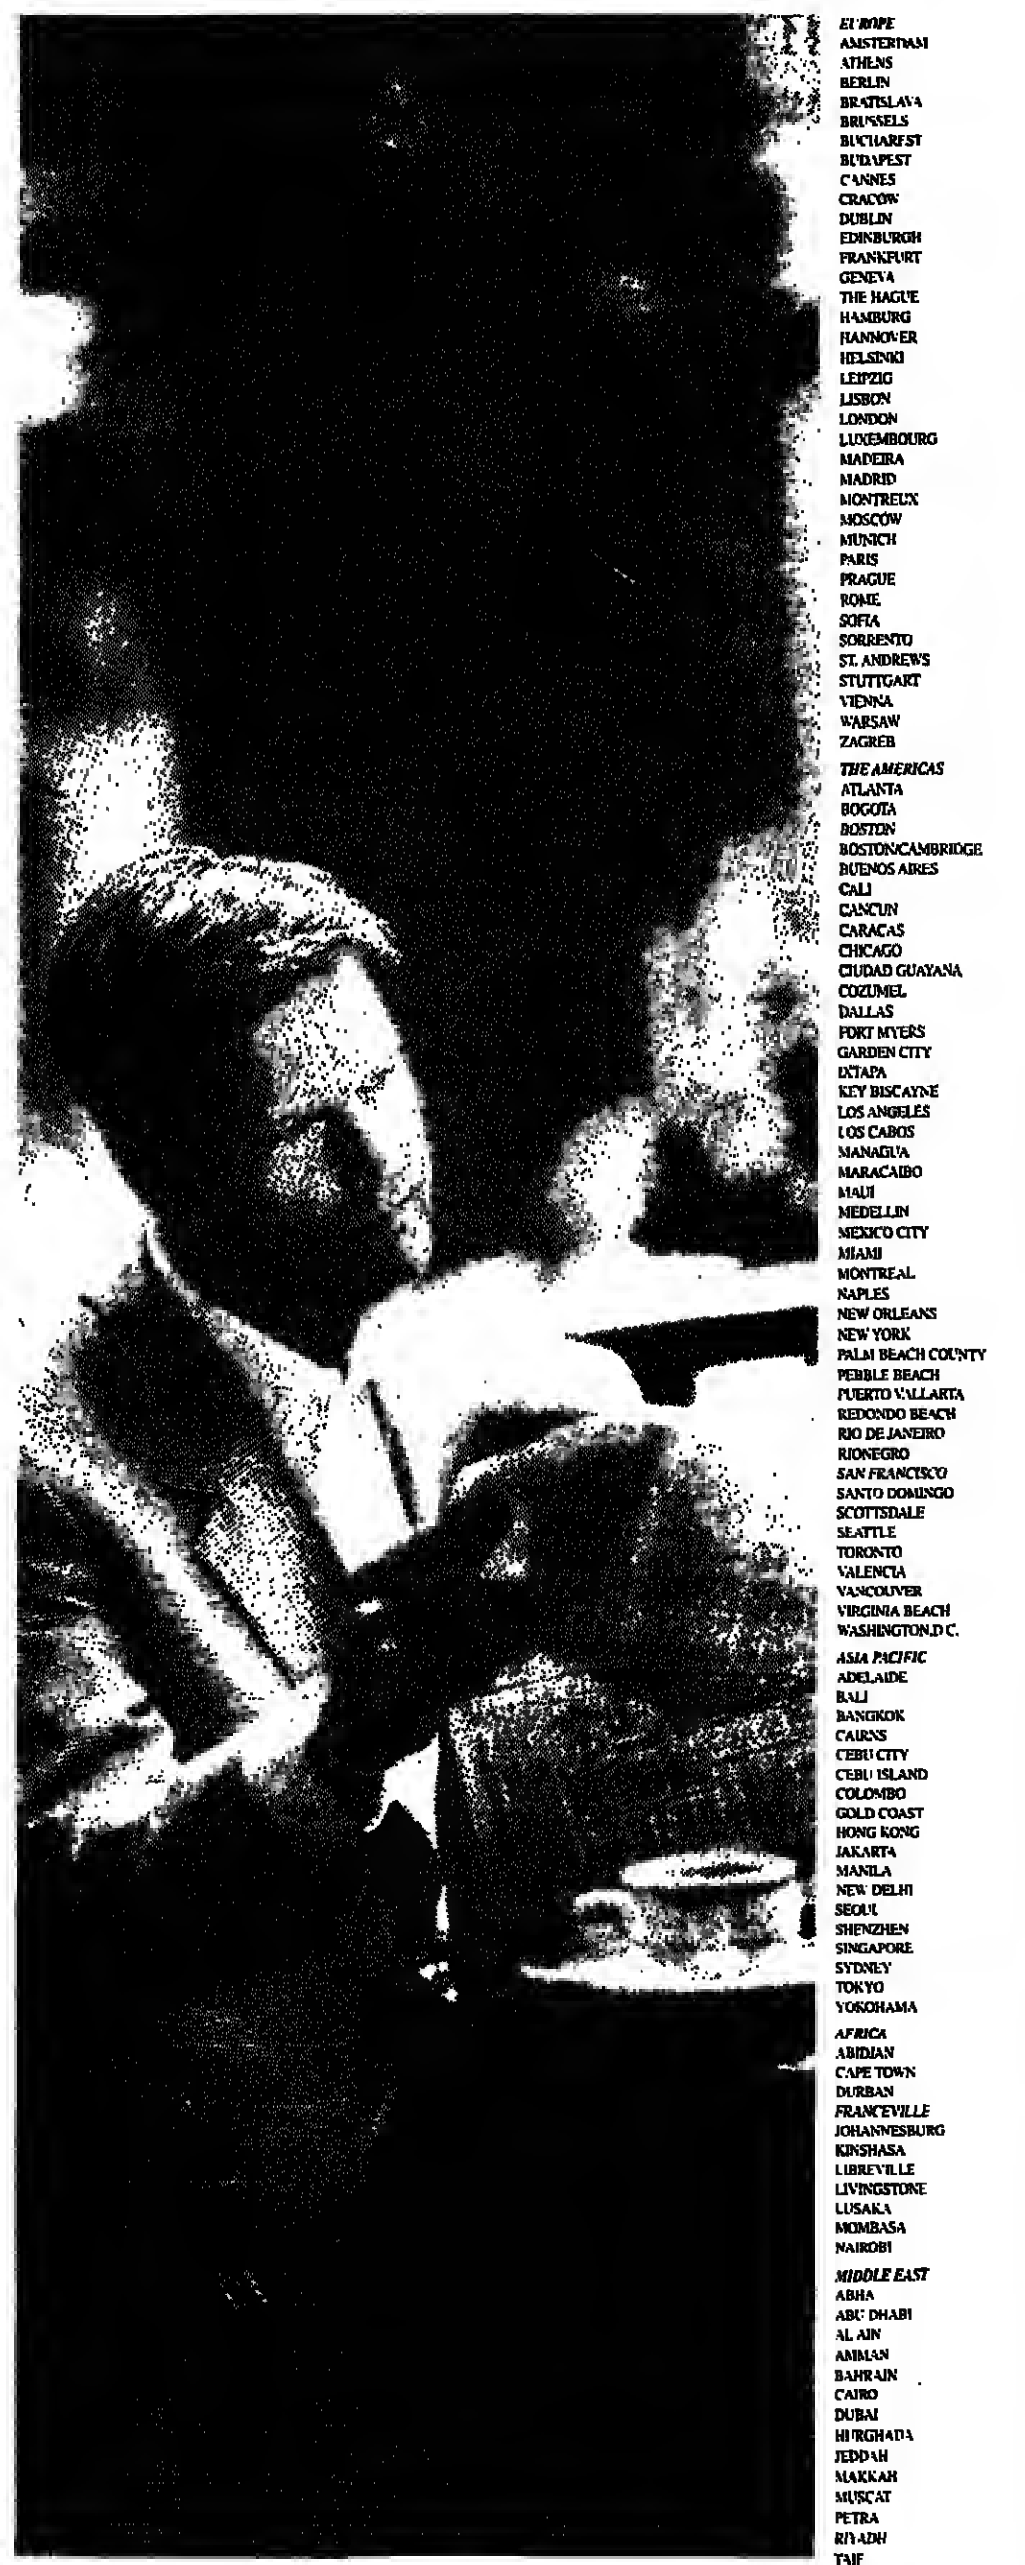 EUROPE
AMSTERDAM
ATHENS
BERLIN
BRATISLAVA
BRUSSELS
BUCHAREST
BUDAPEST
CANNES
CRACOW
DUBLIN
EDINBURGH
FRANKFURT
GENEVA
THE HAGUE
HAMBURG
HANNOVER
HELSINKI
LEIPZIG
LISBON
LONDON
LUXEMBOURG
MADEIRA
MADRID
MONTREUX
MOSCOW
MUNICH
PARIS
PRAGUE
ROME
SOFIA
SORRENTO
ST. ANDREWS
STUTTGART
VIENNA
WARSAW
ZAGREB
THE AMERICAS
ATLANTA
BOGOTA
BOSTON
BOSTON/CAMBRIDGE
BUENOS AIRES
CALI
CANCUN
CARACAS
CHICAGO
CIUDAD GUAYANA
COZUMEL
DALLAS
FORT MYERS
GARDEN CITY
IXTAPA
KEY BISCAYNE
LOS ANGELES
LOS CABOS
MANAGUA
MARACAIBO
MAUI
MEDELLIN
MEXICO CITY
MIAMI
MONTREAL
NAPLES
NEW ORLEANS
NEW YORK
PALM BEACH COUNTY
PEBBLE BEACH
PUERTO VALLARTA
REDONDO BEACH
RIO DE JANEIRO
RIONEGRO
SAN FRANCISCO
SANTO DOMINGO
SCOTTSDALE
SEATTLE
TORONTO
VALENCIA
VANCOUVER
VIRGINIA BEACH
WASHINGTON,D C.
ASIA PACIFIC
ADELAIDE
BALI
BANGKOK
CAIRNS
CEBU CITY
CEBU ISLAND
COLOMBO
GOLD COAST
HONG KONG
JAKARTA
MANILA
NEW DELHI
SEOUL
SHENZHEN
SINGAPORE
SYDNEY
TOKYO
YOKOHAMA
AFRICA
ABIDJAN
CAPE TOWN
DURBAN
FRANCEVILLE
JOHANNESBURG
KINSHASA
LIBREVILLE
LIVINGSTONE
LUSAKA
MOMBASA
NAIROBI
MIDDLE EAST
ABHA
ABU DHABI
AL AIN
AMMAN
BAHRAIN
CAIRO
DUBAI
HURGHADA
JEDDAH
MAKKAH
MUSCAT
PETRA
RIYADH
TAIF